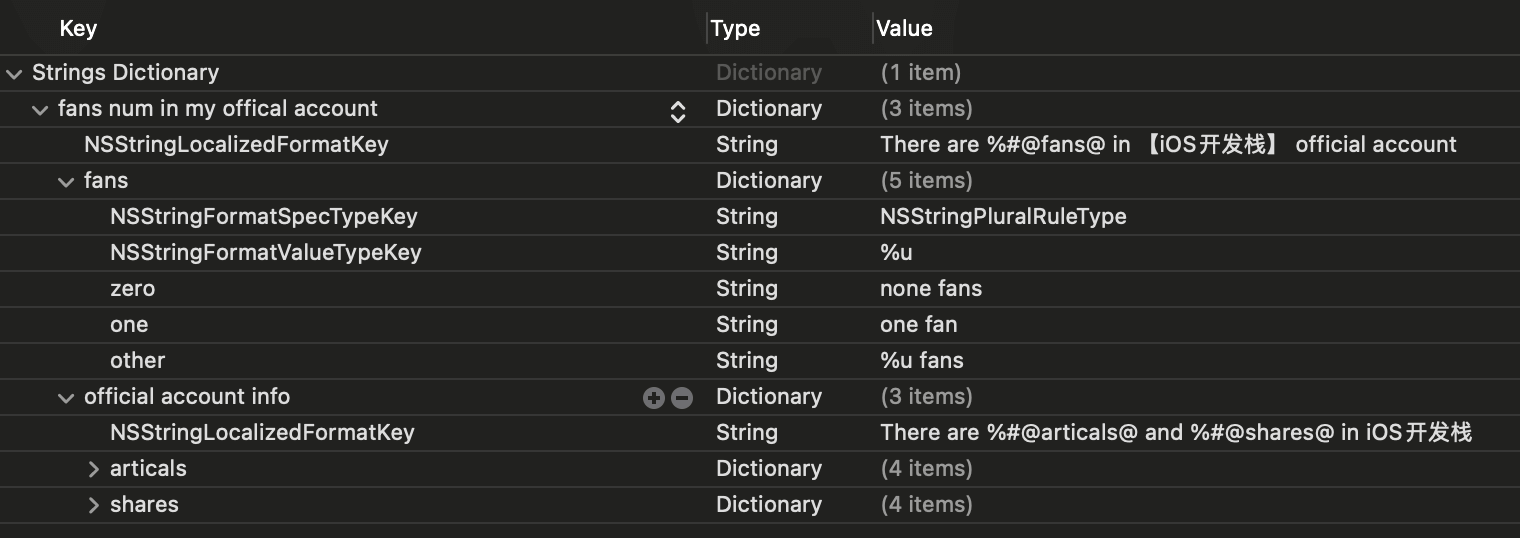 Key Type Value
Strings Dictionary Dictionary (1 item)
fans num in my offical account Dictionary (3 items)
NSStringLocalizedFormatKey String There are %#@fans@ in 【iOS开发栈】 official account
fans Dictionary (5 items)
NSStringFormatSpecTypeKey String NSStringPluralRuleType
NSStringFormatValueTypeKey String %u
zero String none fans
one String one fan
other String %u fans
official account info Dictionary (3 items)
NSStringLocalizedFormatKey String There are %#@articals@ and %#@shares@ in iOS开发栈
articals Dictionary (4 items)
shares Dictionary (4 items)